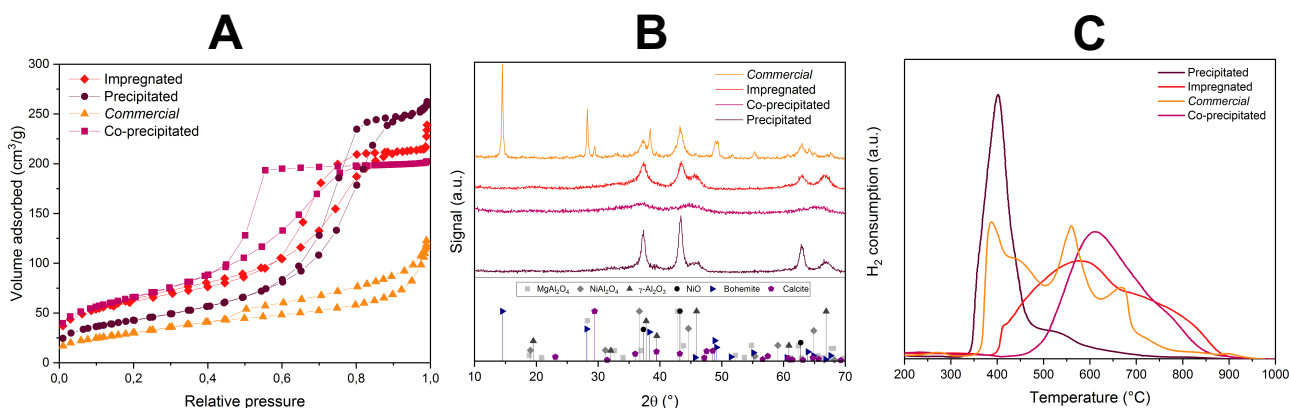 A
B
C
300
250
200
150
100
50
0
Volume adsorbed (cm³/g)
Impregnated
Precipitated
Commercial
Co-precipitated
0,0
0,2
0,4
0,6
0,8
1,0
Relative pressure
Signal (a.u.)
Commercial
Impregnated
Co-precipitated
Precipitated
MgAl₂O₄ NiAl₂O₄ γ-Al₂O₃ NiO Bohemite Calcite
10
20
30
40
50
60
70
2θ (°)
H₂ consumption (a.u.)
Precipitated
Impregnated
Commercial
Co-precipitated
200
300
400
500
600
700
800
900
1000
Temperature (°C)